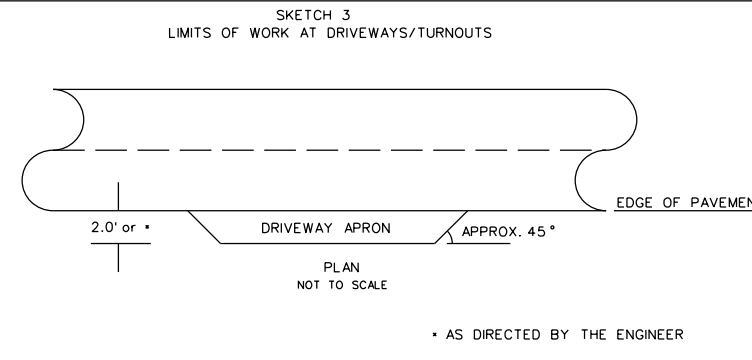 SKETCH 3
LIMITS OF WORK AT DRIVEWAYS/TURNOUTS
EDGE OF PAVEMEN
2.0' or *
DRIVEWAY APRON
APPROX. 45°
PLAN
NOT TO SCALE
* AS DIRECTED BY THE ENGINEER